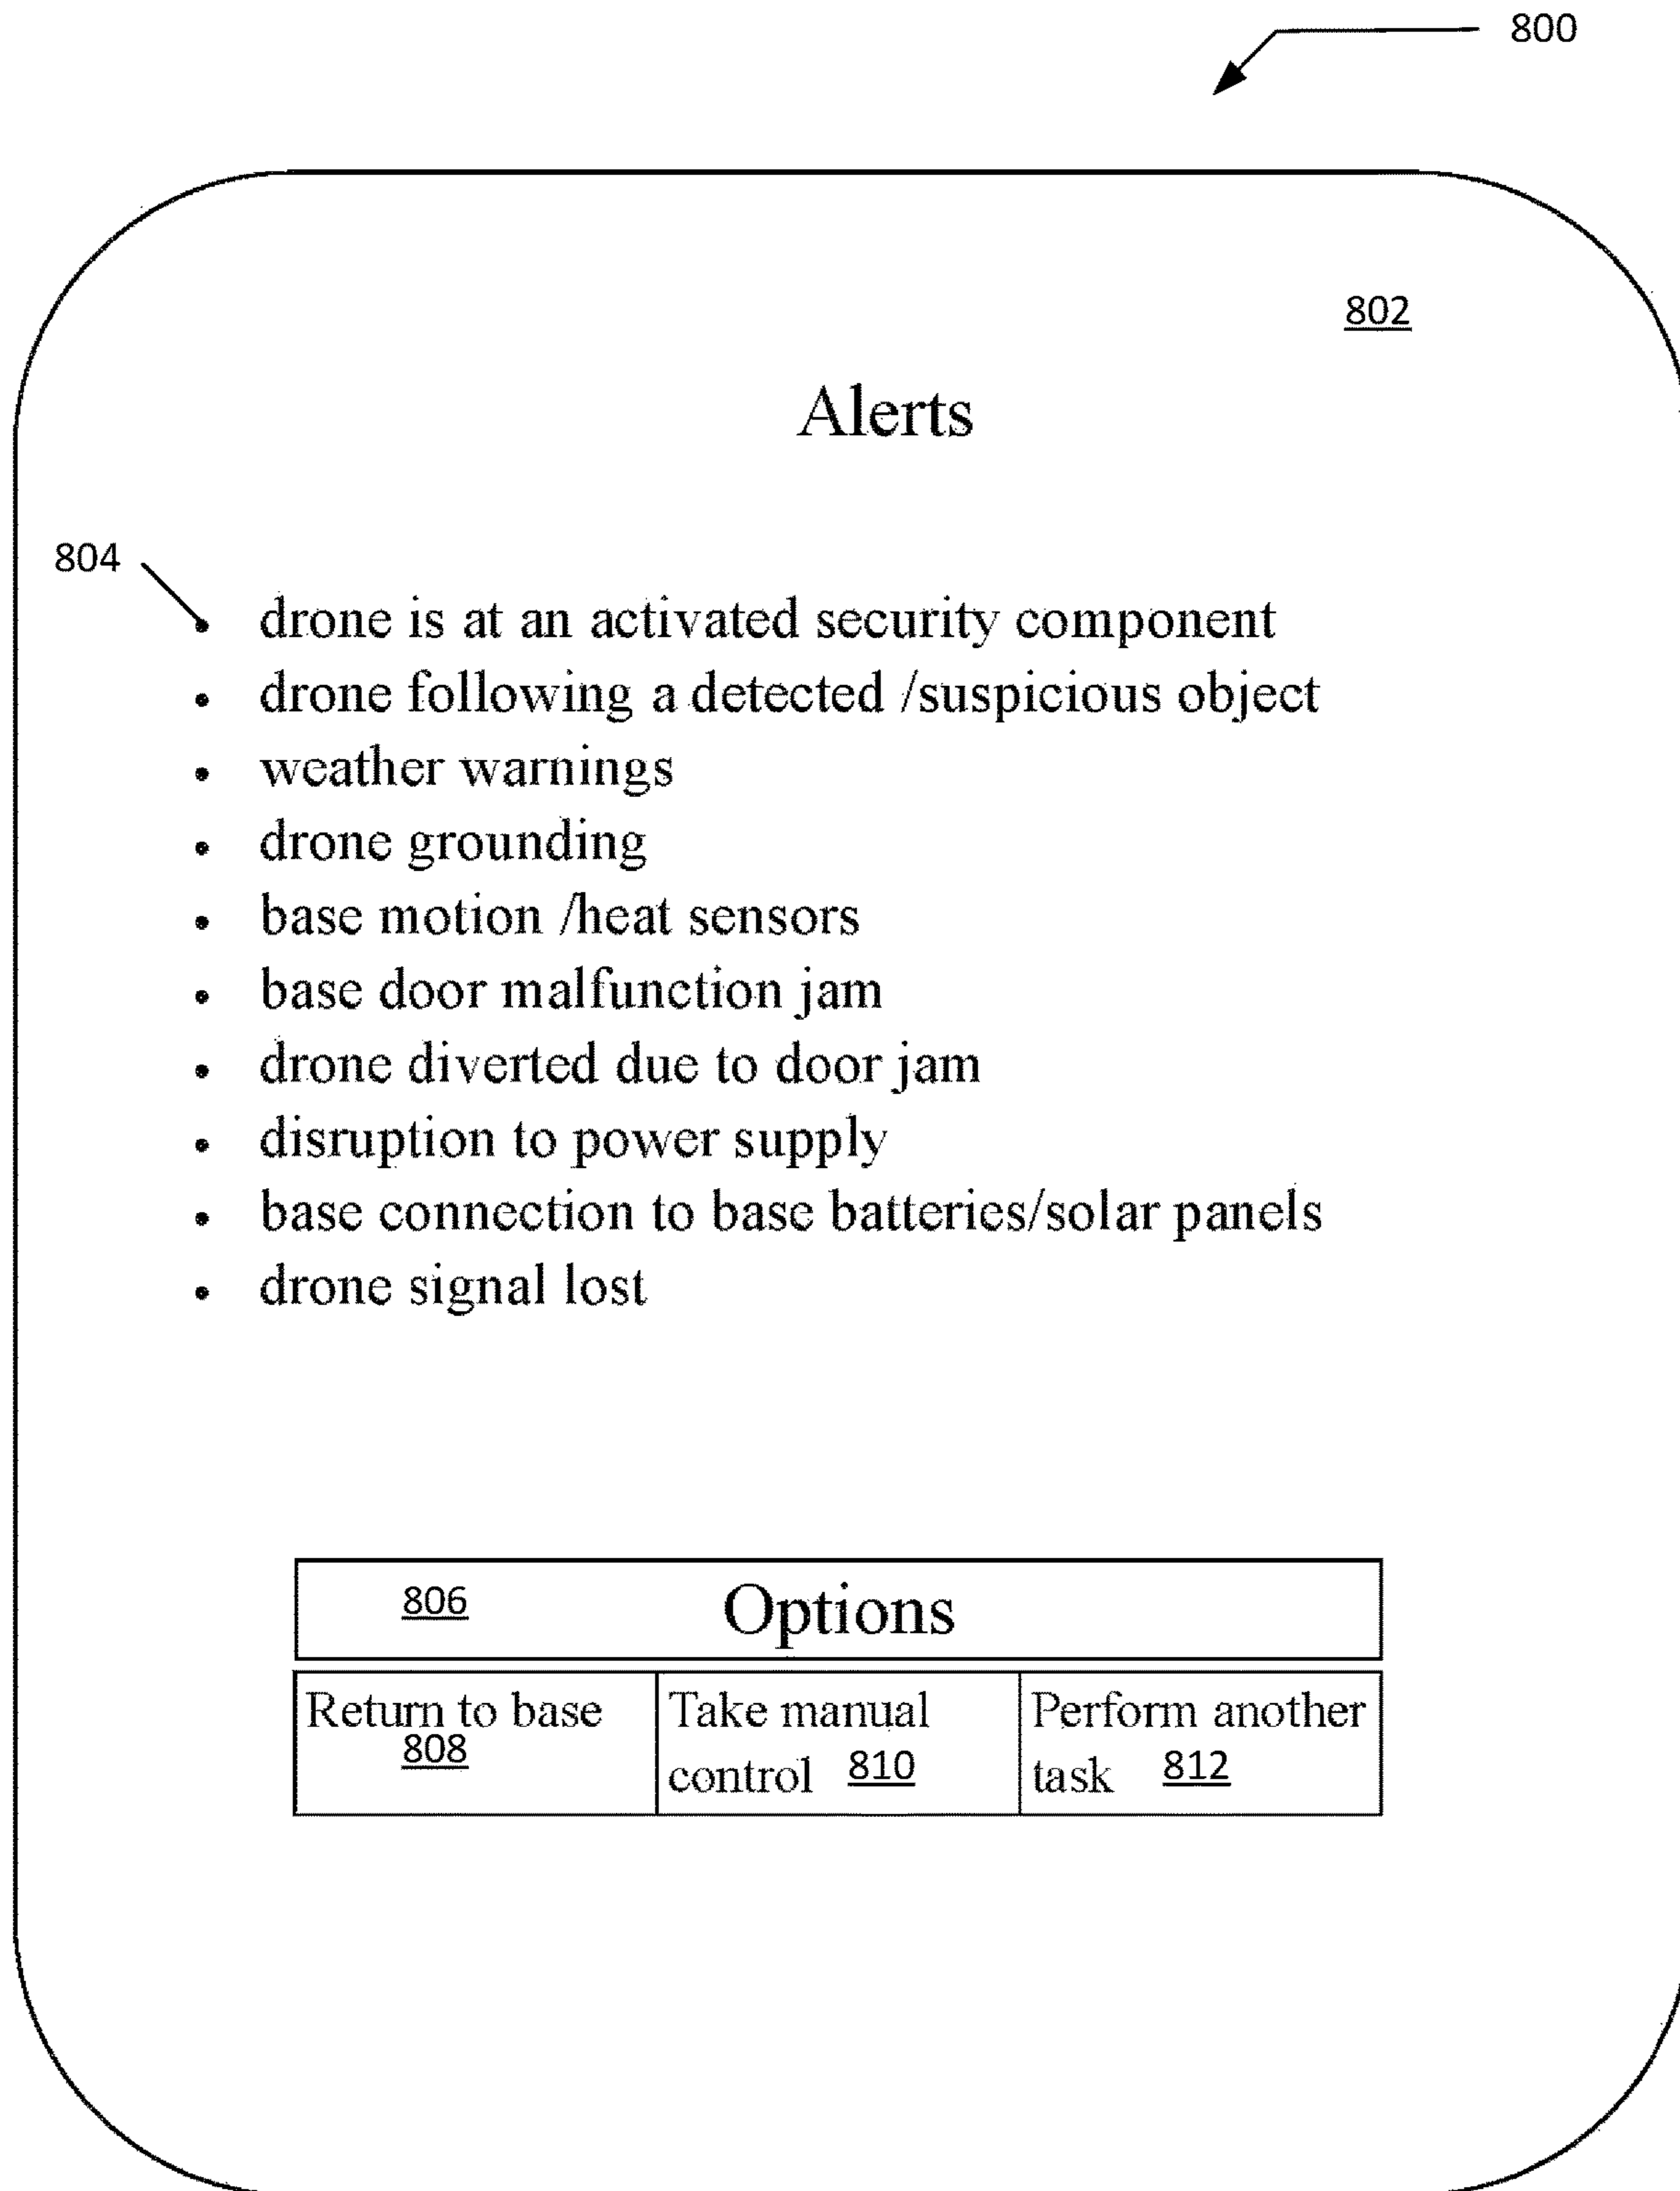 800
802
Alerts
804
• drone is at an activated security component
• drone following a detected /suspicious object
• weather warnings
• drone grounding
• base motion /heat sensors
• base door malfunction jam
• drone diverted due to door jam
• disruption to power supply
• base connection to base batteries/solar panels
• drone signal lost
806 Options
Return to base
808
Take manual
control 810
Perform another
task 812